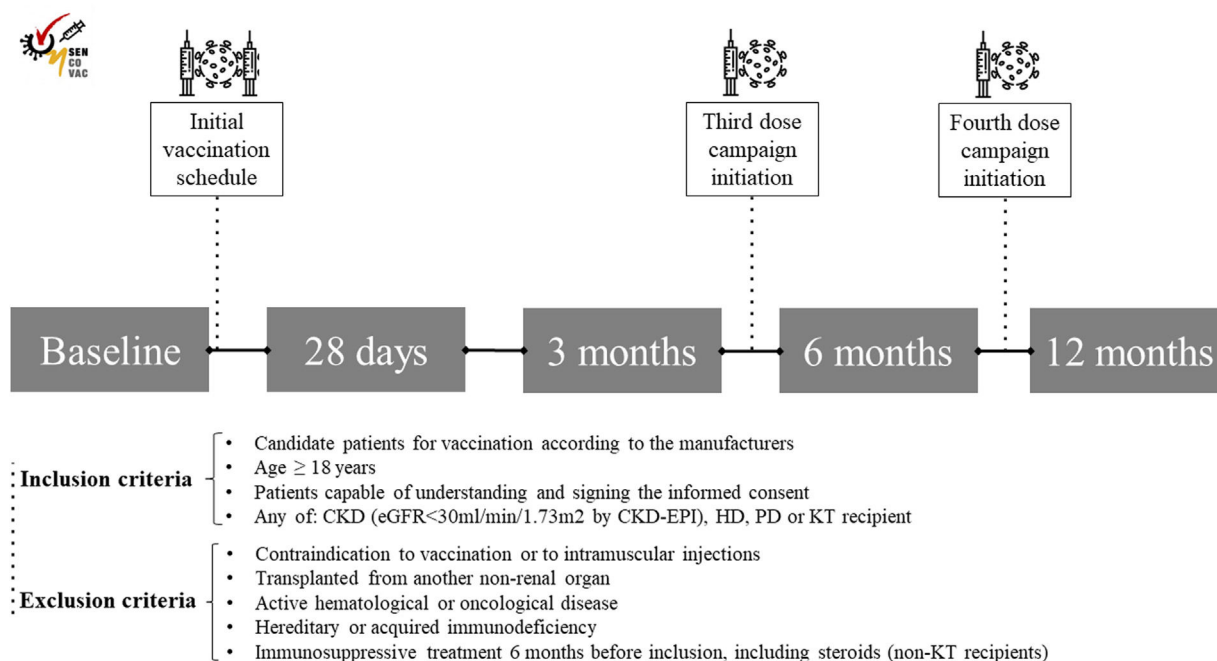 SEN
CO
VAC
Initial
vaccination
schedule
Third dose
campaign
initiation
Fourth dose
campaign
initiation
Baseline
28 days
3 months
6 months
12 months
Inclusion criteria
• Candidate patients for vaccination according to the manufacturers
• Age ≥ 18 years
• Patients capable of understanding and signing the informed consent
• Any of: CKD (eGFR<30ml/min/1.73m2 by CKD-EPI), HD, PD or KT recipient
Exclusion criteria
• Contraindication to vaccination or to intramuscular injections
• Transplanted from another non-renal organ
• Active hematological or oncological disease
• Hereditary or acquired immunodeficiency
• Immunosuppressive treatment 6 months before inclusion, including steroids (non-KT recipients)